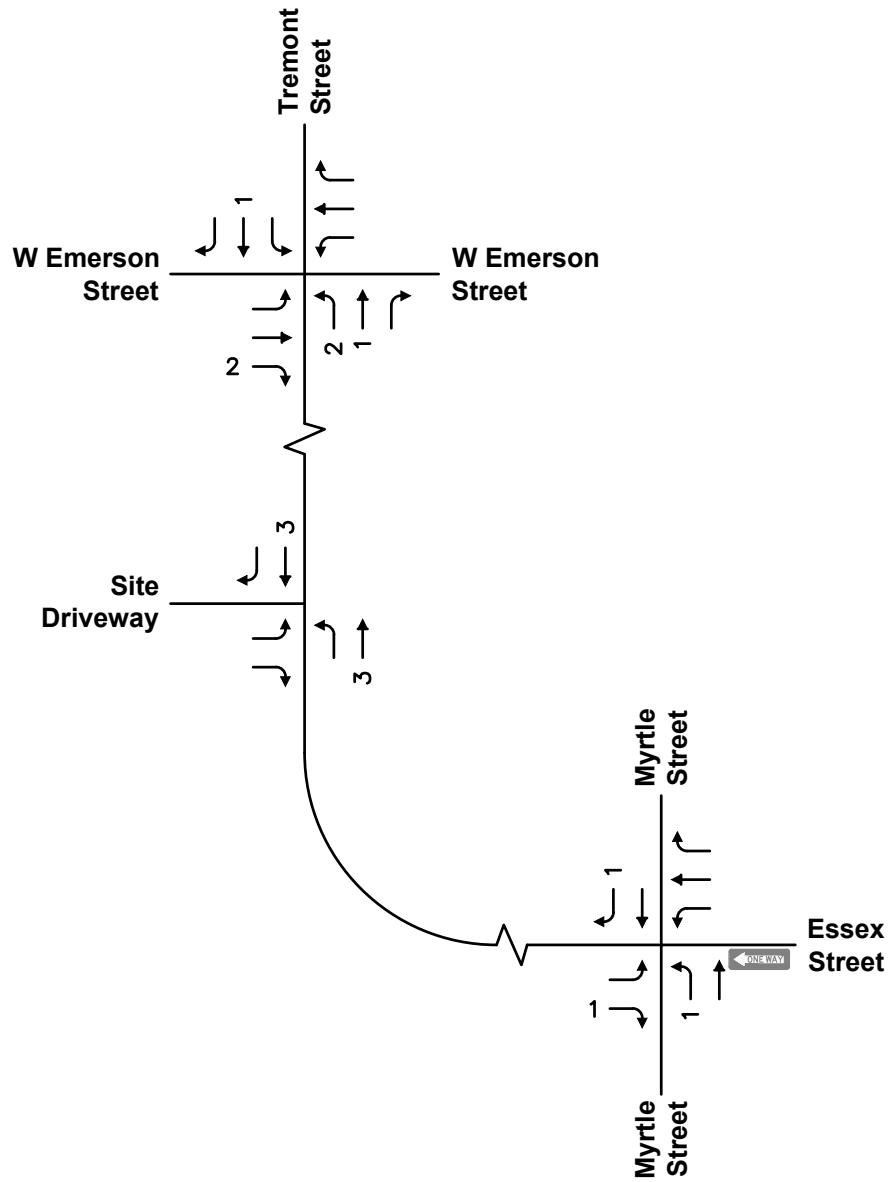 Tremont
Street
1
W Emerson
Street
W Emerson
Street
2
2
1
3
Site
Driveway
3
Myrtle
Street
1
Essex
Street
ONE WAY
1
1
Myrtle
Street